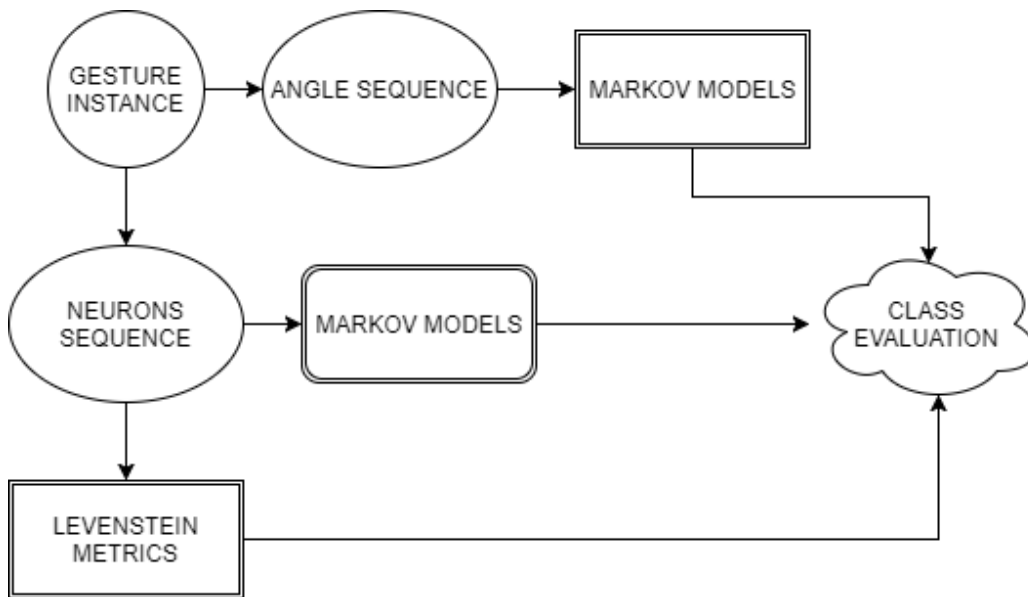 GESTURE
INSTANCE
ANGLE SEQUENCE
MARKOV MODELS
NEURONS
SEQUENCE
MARKOV MODELS
CLASS
EVALUATION
LEVENSTEIN
METRICS